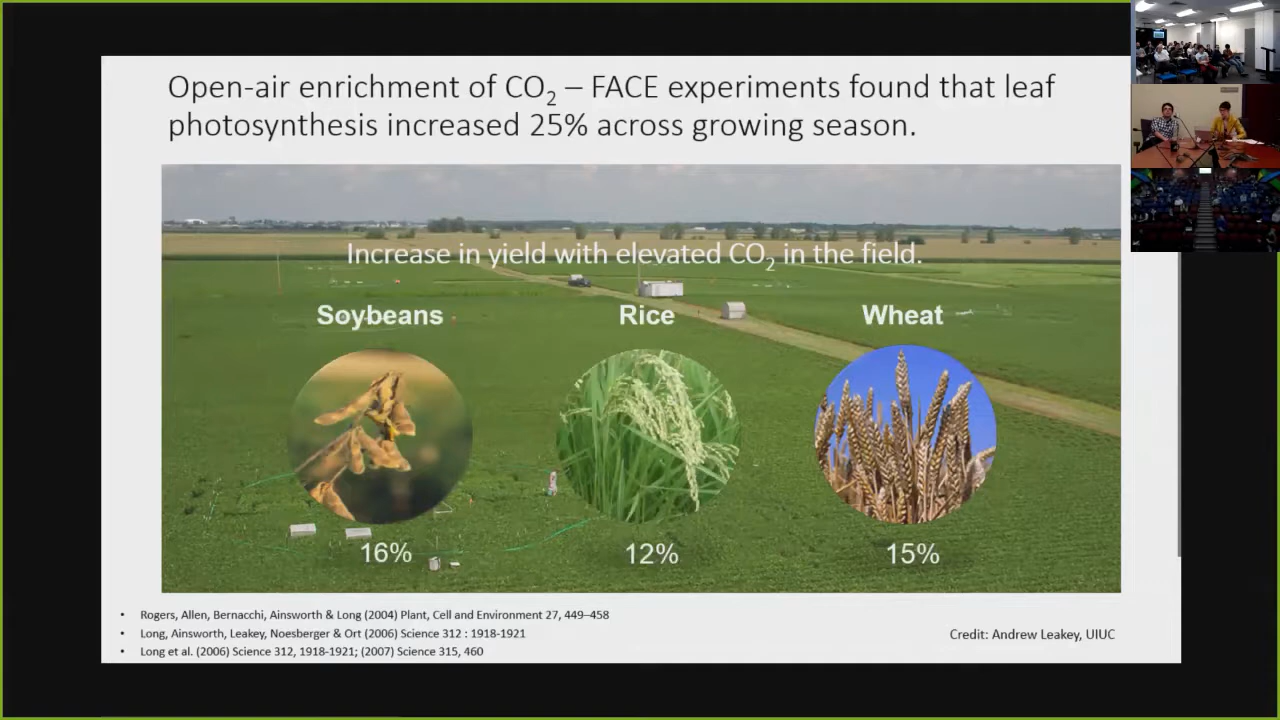 Open-air enrichment of CO₂ – FACE experiments found that leaf
photosynthesis increased 25% across growing season.
Increase in yield with elevated CO₂ in the field.
Soybeans Rice Wheat
16% 12% 15%
• Rogers, Allen, Bernacchi, Ainsworth & Long (2004) Plant, Cell and Environment 27, 449–458
• Long, Ainsworth, Leakey, Noesberger & Ort (2006) Science 312 : 1918-1921
• Long et al. (2006) Science 312, 1918-1921; (2007) Science 315, 460
Credit: Andrew Leakey, UIUC